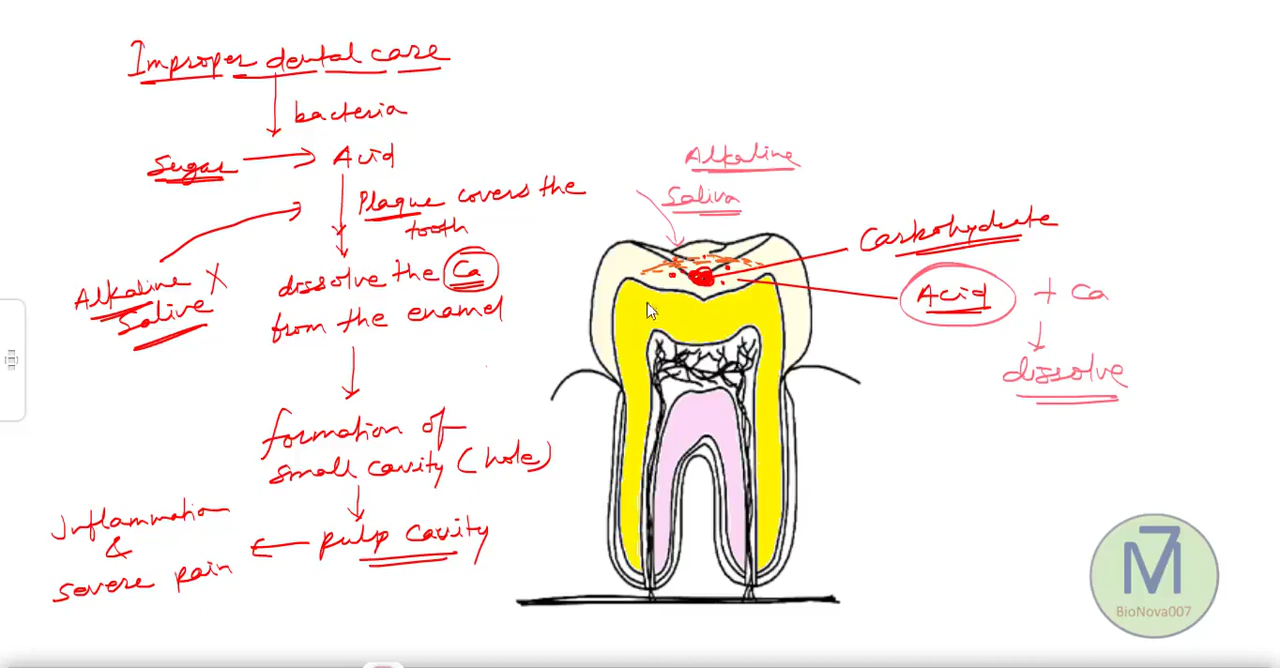 Improper dental care
bacteria
Sugar → Acid
Plaque covers the
tooth
Alkaline X
Salive
dissolve the Ca
from the enamel
formation of
small cavity (hole)
pulp cavity
Inflammation
&
severe pain
Alkaline
Saliva
Carbohydrate
Acid + Ca
dissolve
M7
BioNova007